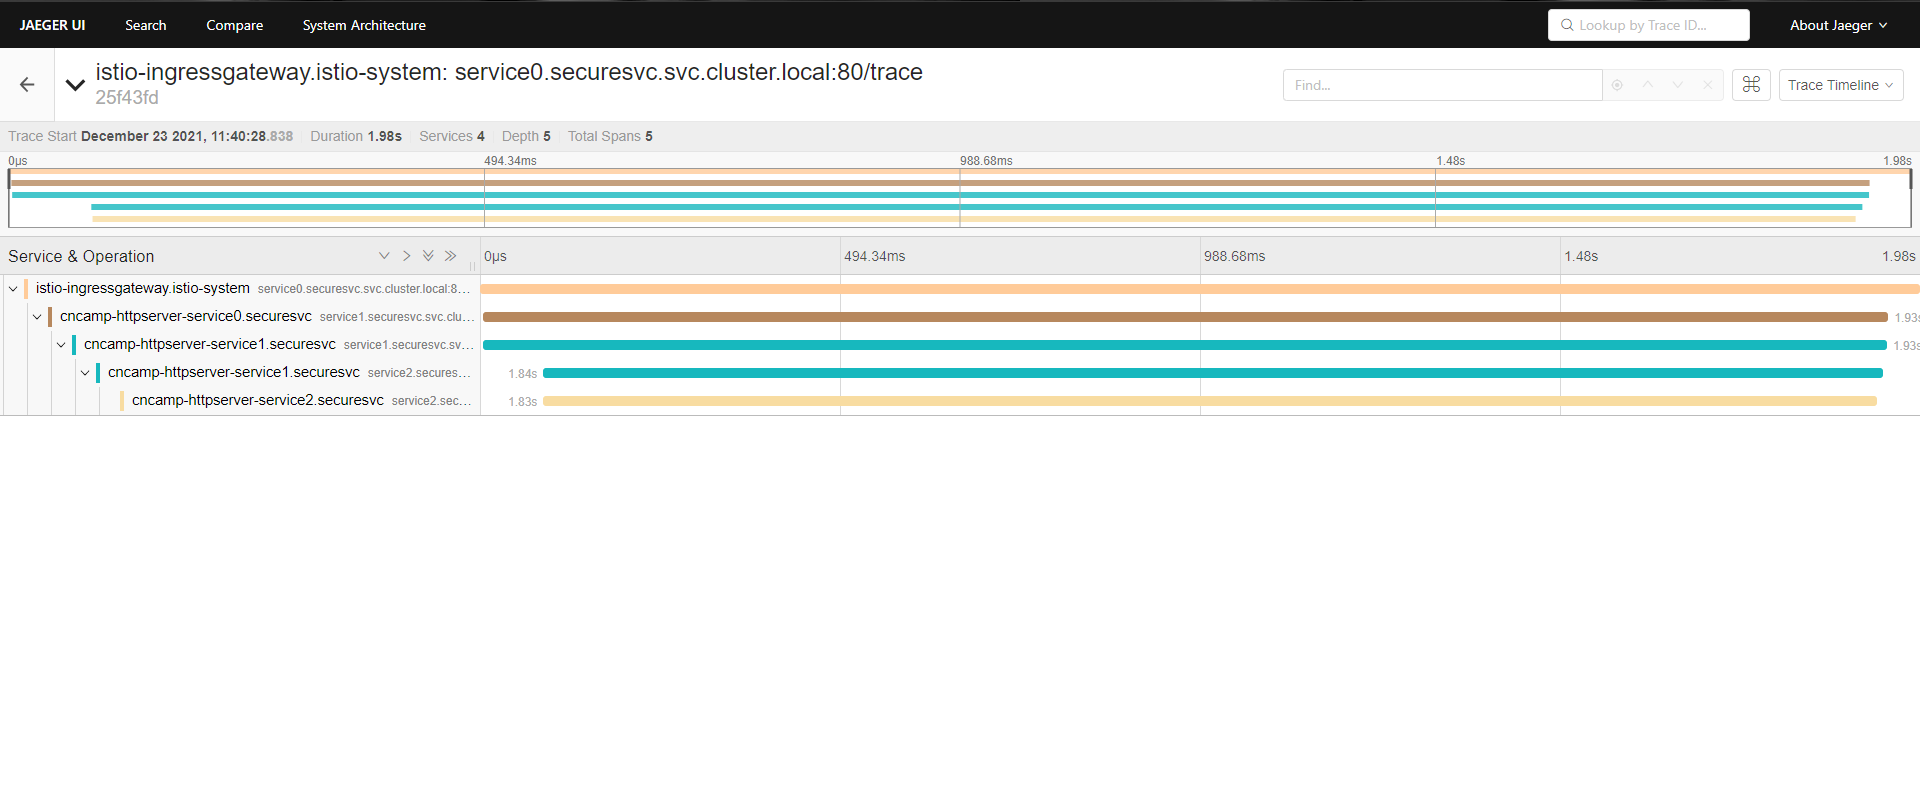 JAEGER UI Search Compare System Architecture Lookup by Trace ID... About Jaeger
istio-ingressgateway.istio-system: service0.securesvc.svc.cluster.local:80/trace
25f43fd
Find... Trace Timeline
Trace Start December 23 2021, 11:40:28.838 Duration 1.98s Services 4 Depth 5 Total Spans 5
0μs 494.34ms 988.68ms 1.48s 1.98s
Service & Operation 0μs 494.34ms 988.68ms 1.48s 1.98s
istio-ingressgateway.istio-system service0.securesvc.svc.cluster.local:8...
cncamp-httpserver-service0.securesvc service1.securesvc.svc.clu... 1.93s
cncamp-httpserver-service1.securesvc service1.securesvc.sv... 1.93s
cncamp-httpserver-service1.securesvc service2.secures... 1.84s
cncamp-httpserver-service2.securesvc service2.sec... 1.83s